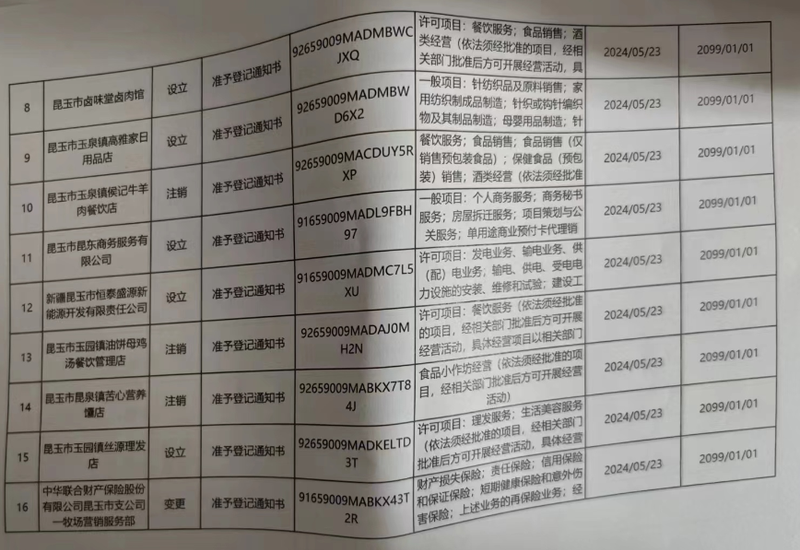 8
昆玉市卤味堂卤肉馆
设立
准予登记通知书
92659009MADMBWC
JXQ
许可项目：餐饮服务；食品销售；酒
类经营（依法须经批准的项目，经相
关部门批准后方可开展经营活动，具
2024/05/23
2099/01/01
9
昆玉市玉泉镇高雅家日
用品店
设立
准予登记通知书
92659009MADMBW
D6X2
一般项目：针纺织品及原料销售；家
用纺织制成品制造；针织或钩针编织
物及其制品制造；母婴用品制造；针
2024/05/23
2099/01/01
10
昆玉市玉泉镇侯记牛羊
肉餐饮店
注销
准予登记通知书
92659009MACDUY5R
XP
餐饮服务；食品销售；食品销售（仅
销售预包装食品）；保健食品（预包
装）销售；酒类经营（依法须经批准
2024/05/23
2099/01/01
11
昆玉市昆东商务服务有
限公司
设立
准予登记通知书
91659009MADL9FBH
97
一般项目：个人商务服务；商务秘书
服务；房屋拆迁服务；项目策划与公
关服务；单用途商业预付卡代理销
2024/05/23
2099/01/01
12
新疆昆玉市恒泰盛源新
能源开发有限责任公司
设立
准予登记通知书
91659009MADMC7L5
XU
许可项目：发电业务、输电业务、供
（配）电业务；输电、供电、受电电
力设施的安装、维修和试验；建设工
2024/05/23
2099/01/01
13
昆玉市玉园镇油饼母鸡
汤餐饮管理店
注销
准予登记通知书
92659009MADAJ0M
H2N
许可项目：餐饮服务（依法须经批准
的项目，经相关部门批准后方可开展
经营活动，具体经营项目以相关部门
2024/05/23
2099/01/01
14
昆玉市昆泉镇苦心营养
馕店
注销
准予登记通知书
92659009MABKX7T8
4J
食品小作坊经营（依法须经批准的项
目，经相关部门批准后方可开展经营
活动）
2024/05/23
2099/01/01
15
昆玉市玉园镇丝源理发
店
设立
准予登记通知书
92659009MADKELTD
3T
许可项目：理发服务；生活美容服务
（依法须经批准的项目，经相关部门
批准后方可开展经营活动，具体经营
2024/05/23
2099/01/01
16
中华联合财产保险股份
有限公司昆玉市支公司
一牧场营销服务部
变更
准予登记通知书
91659009MABKX43T
2R
财产损失保险；责任保险；信用保险
和保证保险；短期健康保险和意外伤
害保险；上述业务的再保险业务；经
2024/05/23
2099/01/01